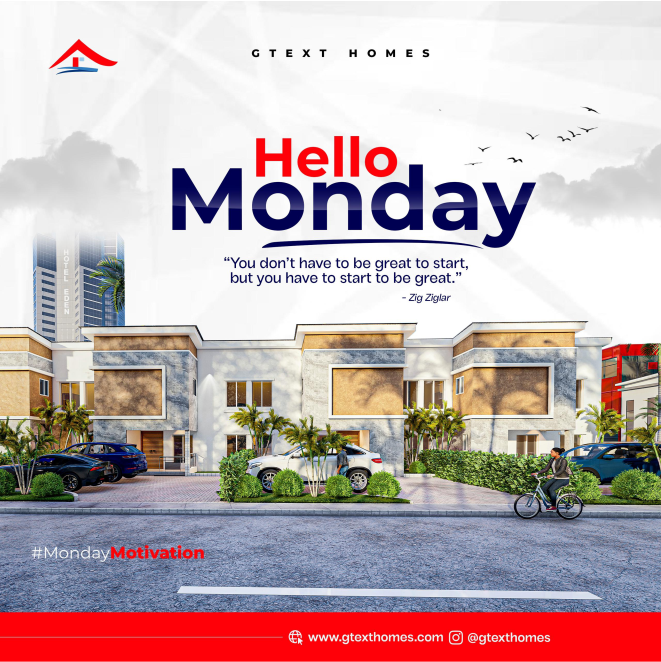 GTEXT HOMES
Hello
Monday
“You don’t have to be great to start,
but you have to start to be great.”
- Zig Ziglar
HOTEL EDEN
#MondayMotivation
www.gtexthomes.com @gtexthomes